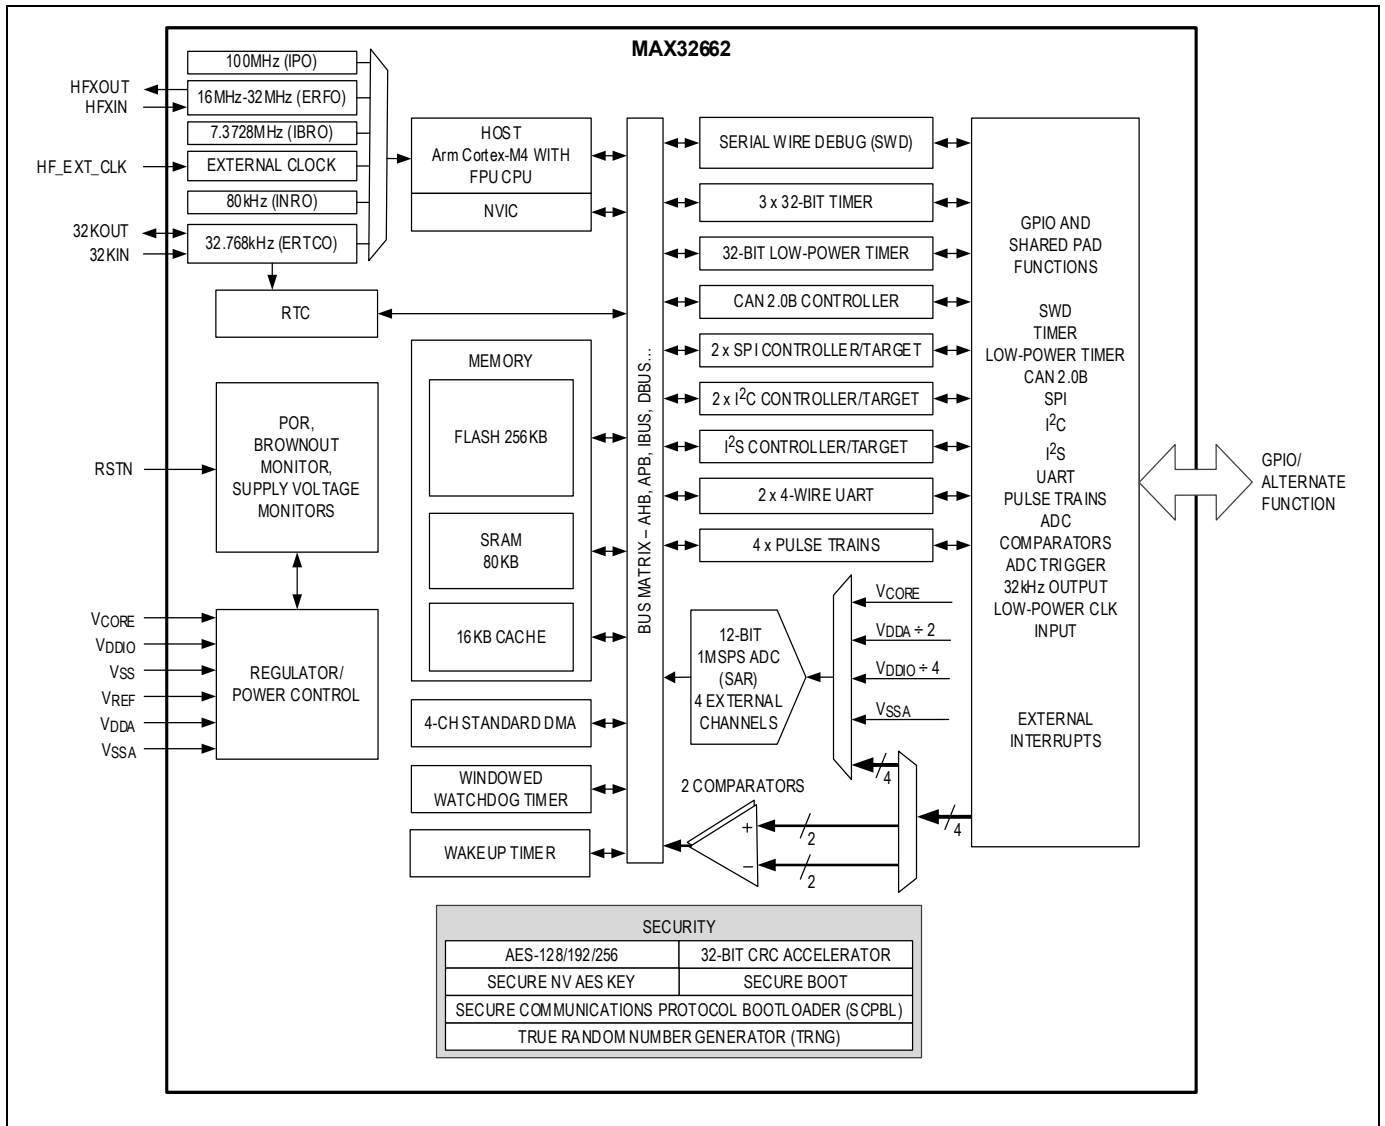 MAX32662
100MHz (IPO)
HFXOUT
HFXIN
16MHz-32MHz (ERFO)
7.3728MHz (IBRO)
HF_EXT_CLK
EXTERNAL CLOCK
80kHz (INRO)
32KOUT
32KIN
32.768kHz (ERTCO)
RTC
HOST
Arm Cortex-M4 WITH
FPU CPU
NVIC
RSTN
POR,
BROWNOUT
MONITOR,
SUPPLY VOLTAGE
MONITORS
VCORE
VDDIO
VSS
VREF
VDDA
VSSA
REGULATOR/
POWER CONTROL
MEMORY
FLASH 256KB
SRAM
80KB
16KB CACHE
4-CH STANDARD DMA
WINDOWED
WATCHDOG TIMER
WAKEUP TIMER
BUS MATRIX – AHB, APB, IBUS, DBUS...
SERIAL WIRE DEBUG (SWD)
3 x 32-BIT TIMER
32-BIT LOW-POWER TIMER
CAN 2.0B CONTROLLER
2 x SPI CONTROLLER/TARGET
2 x I²C CONTROLLER/TARGET
I²S CONTROLLER/TARGET
2 x 4-WIRE UART
4 x PULSE TRAINS
12-BIT
1MSPS ADC
(SAR)
4 EXTERNAL
CHANNELS
VCORE
VDDA ÷ 2
VDDIO ÷ 4
VSSA
4
2 COMPARATORS
+
2
−
2
4
GPIO AND
SHARED PAD
FUNCTIONS
SWD
TIMER
LOW-POWER TIMER
CAN 2.0B
SPI
I²C
I²S
UART
PULSE TRAINS
ADC
COMPARATORS
ADC TRIGGER
32kHz OUTPUT
LOW-POWER CLK
INPUT
EXTERNAL
INTERRUPTS
GPIO/
ALTERNATE
FUNCTION
SECURITY
AES-128/192/256
32-BIT CRC ACCELERATOR
SECURE NV AES KEY
SECURE BOOT
SECURE COMMUNICATIONS PROTOCOL BOOTLOADER (SCPBL)
TRUE RANDOM NUMBER GENERATOR (TRNG)